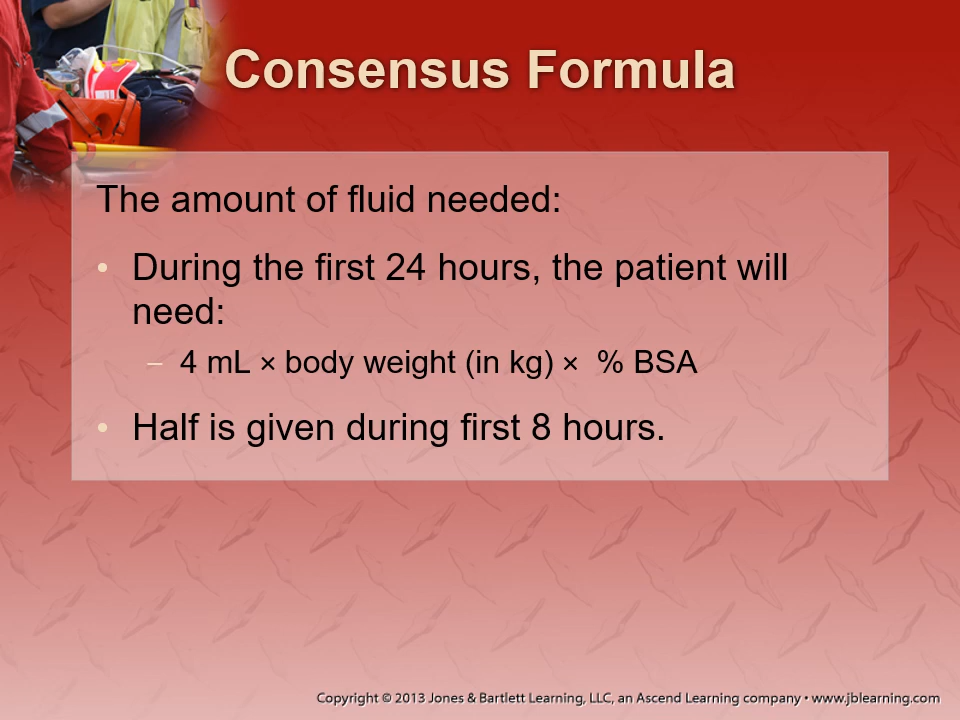 Consensus Formula
The amount of fluid needed:
• During the first 24 hours, the patient will
need:
– 4 mL × body weight (in kg) × % BSA
• Half is given during first 8 hours.
Copyright © 2013 Jones & Bartlett Learning, LLC, an Ascend Learning company • www.jblearning.com